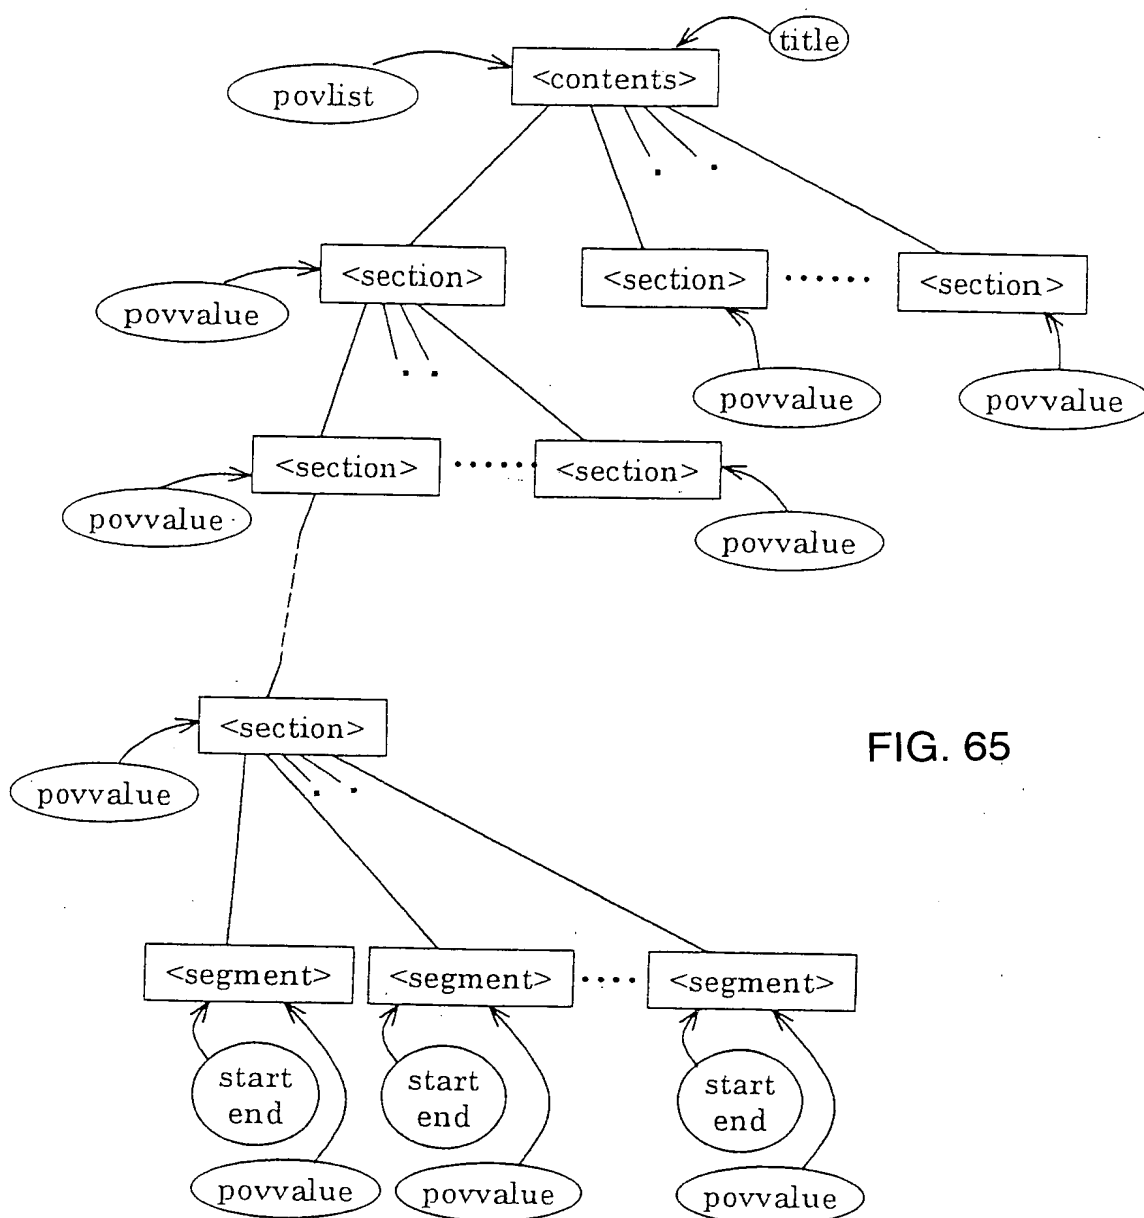 title
<contents>
povlist
<section>
<section>
<section>
povvalue
povvalue
povvalue
<section>
<section>
povvalue
povvalue
<section>
FIG. 65
povvalue
<segment>
<segment>
<segment>
start
end
start
end
start
end
povvalue
povvalue
povvalue